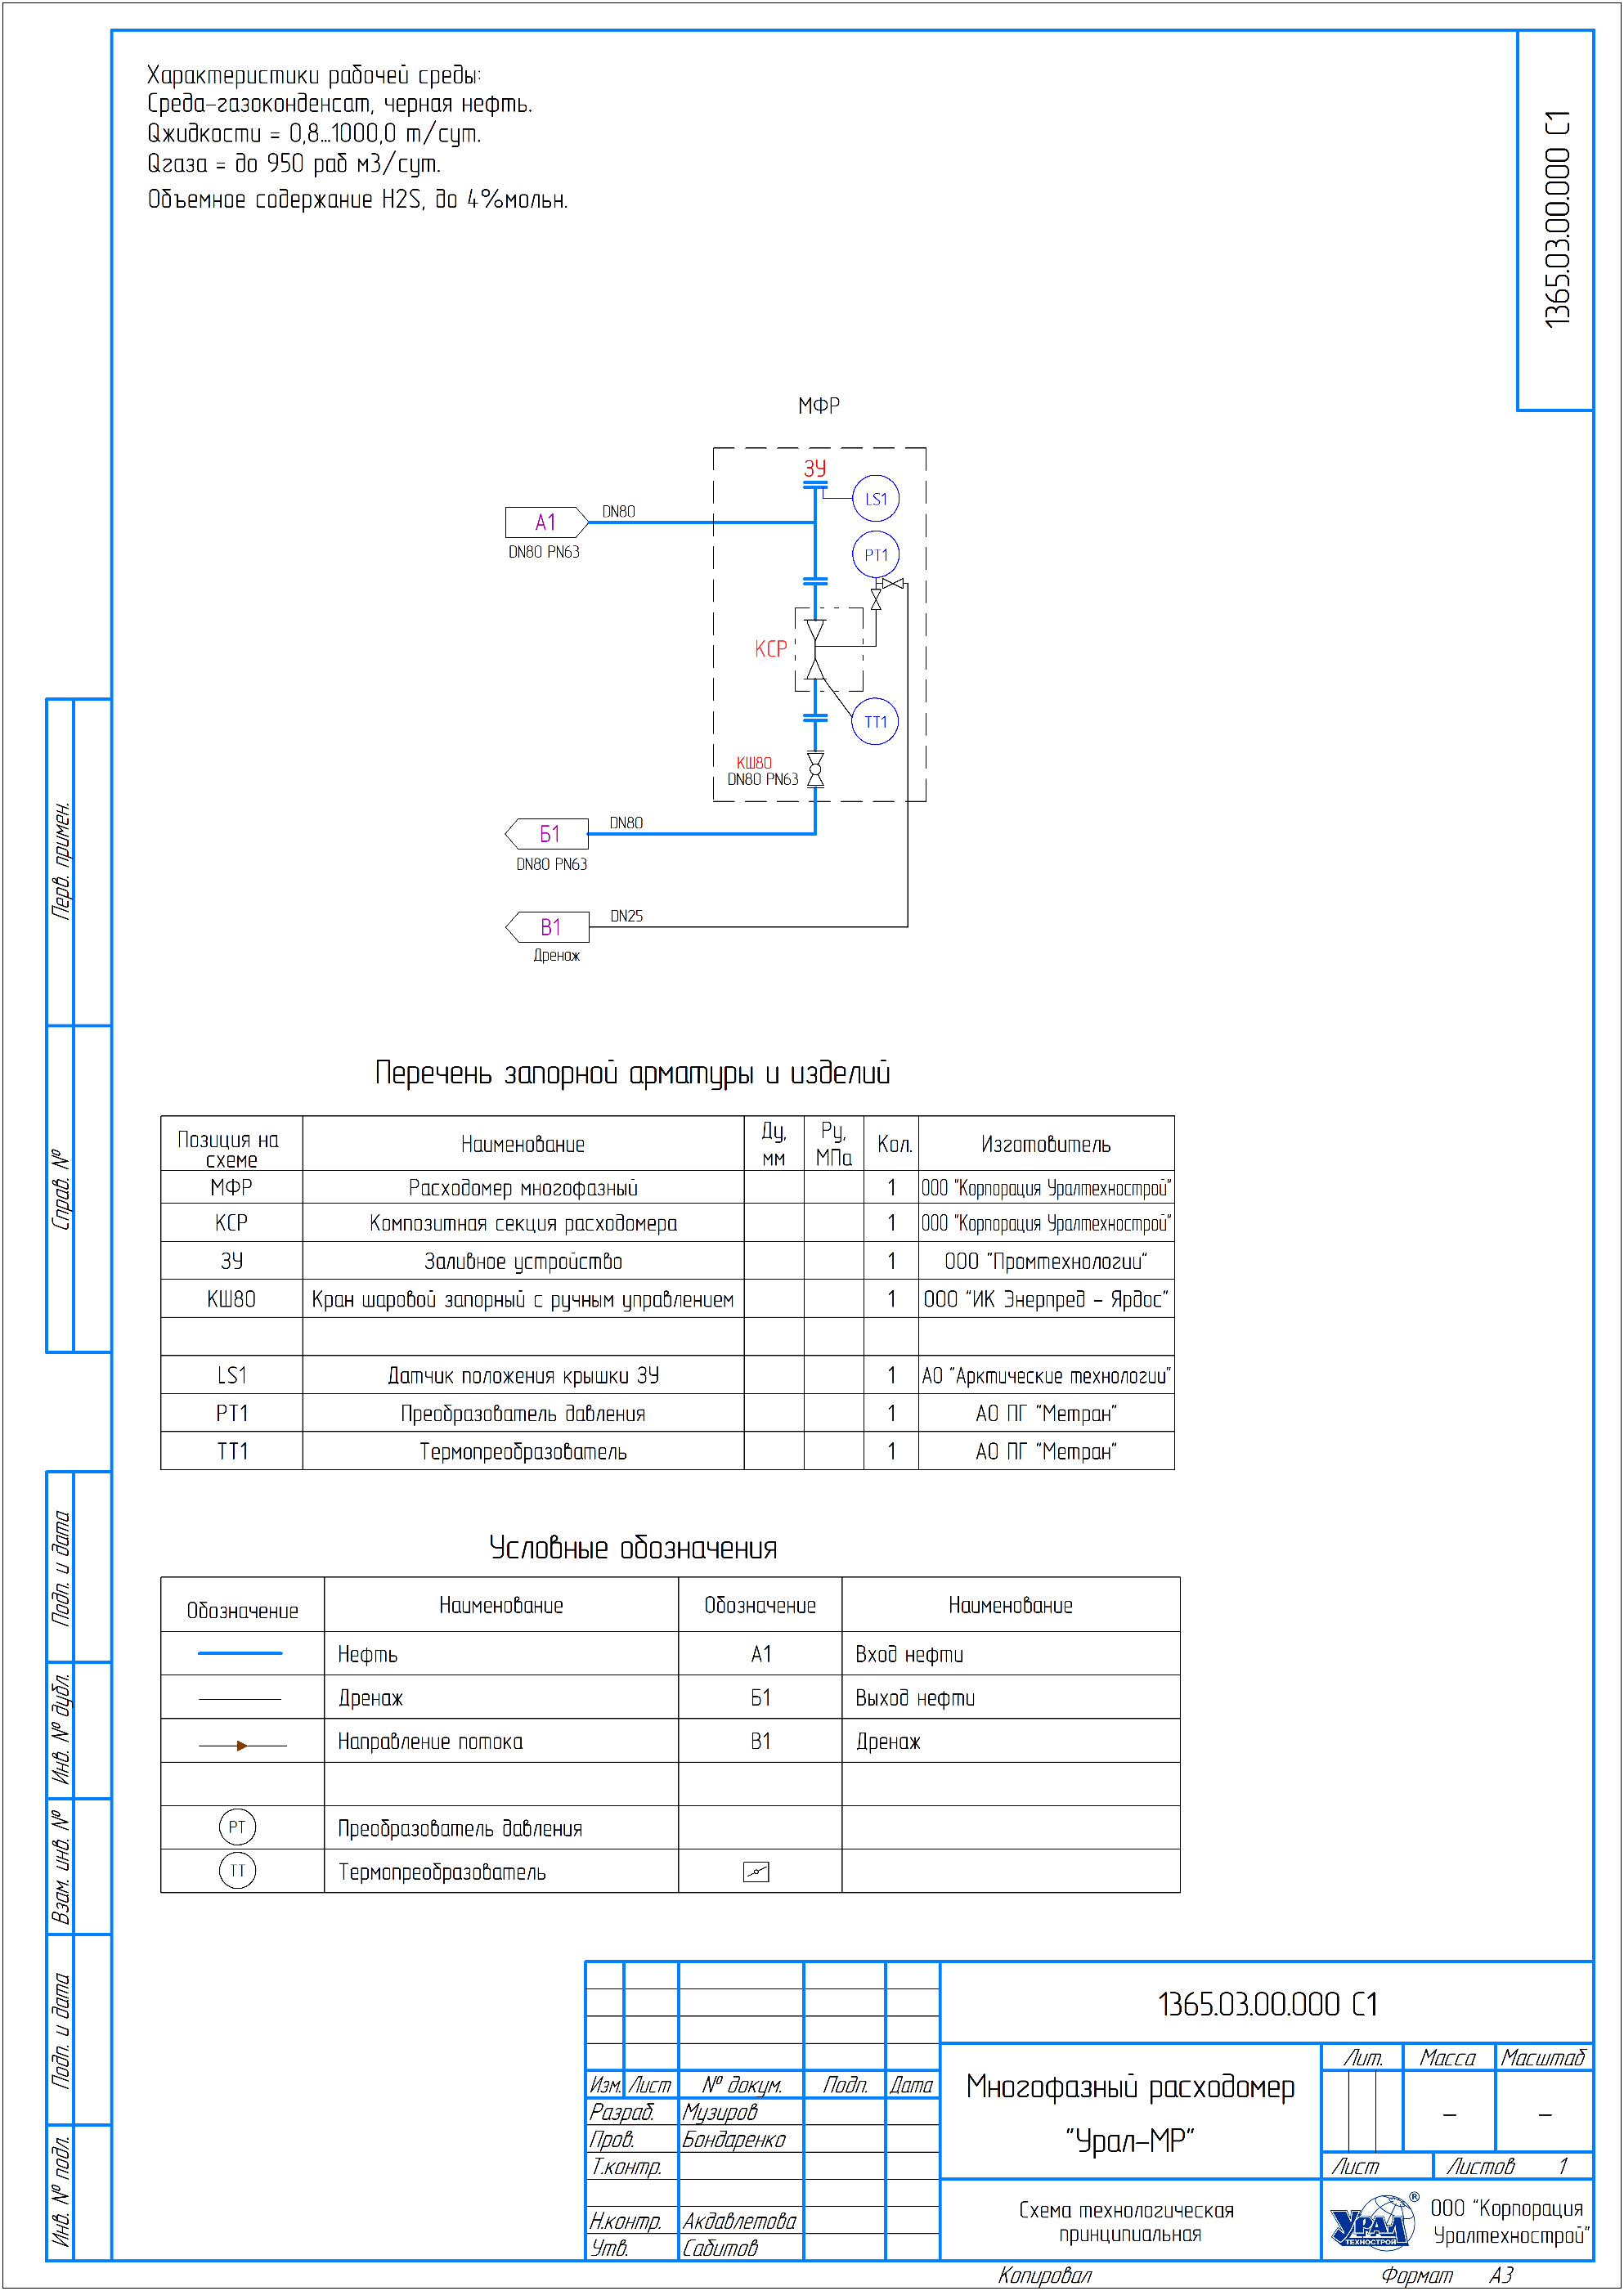 Характеристики рабочей среды:
Среда-газоконденсат, черная нефть.
Qжидкости = 0,8...1000,0 т/сут.
Qгаза = до 950 раб м3/сут.
Объемное содержание H2S, до 4%мольн.
1365.03.00.000 С1
МФР
ЗУ
LS1
А1
DN80
DN80 PN63
PT1
КСР
TT1
КШ80
DN80 PN63
Б1
DN80
DN80 PN63
В1
DN25
Дренаж
Перечень запорной арматуры и изделий
Позиция на схеме Наименование Ду, мм Ру, МПа Кол. Изготовитель
МФР Расходомер многофазный 1 ООО "Корпорация Уралтехнострой"
КСР Композитная секция расходомера 1 ООО "Корпорация Уралтехнострой"
ЗУ Заливное устройство 1 ООО "Промтехнологии"
КШ80 Кран шаровой запорный с ручным управлением 1 ООО "ИК Энерпред - Ярдос"
LS1 Датчик положения крышки ЗУ 1 АО "Арктические технологии"
PT1 Преобразователь давления 1 АО ПГ "Метран"
TT1 Термопреобразователь 1 АО ПГ "Метран"
Условные обозначения
Обозначение Наименование Обозначение Наименование
Нефть А1 Вход нефти
Дренаж Б1 Выход нефти
Направление потока В1 Дренаж
PT Преобразователь давления
TT Термопреобразователь
Перв. примен.
Справ. №
Подп. и дата
Инв. № дубл.
Взам. инв. №
Подп. и дата
Инв. № подл.
1365.03.00.000 С1
Изм. Лист № докум. Подп. Дата
Разраб. Музиров
Пров. Бондаренко
Т.контр.
Н.контр. Акдавлетова
Утв. Сабитов
Многофазный расходомер
"Урал-МР"
Лит. Масса Масштаб
– –
Лист Листов 1
Схема технологическая
принципиальная
УРАЛ ®
ТЕХНОСТРОЙ
ООО "Корпорация
Уралтехнострой"
Копировал Формат А3